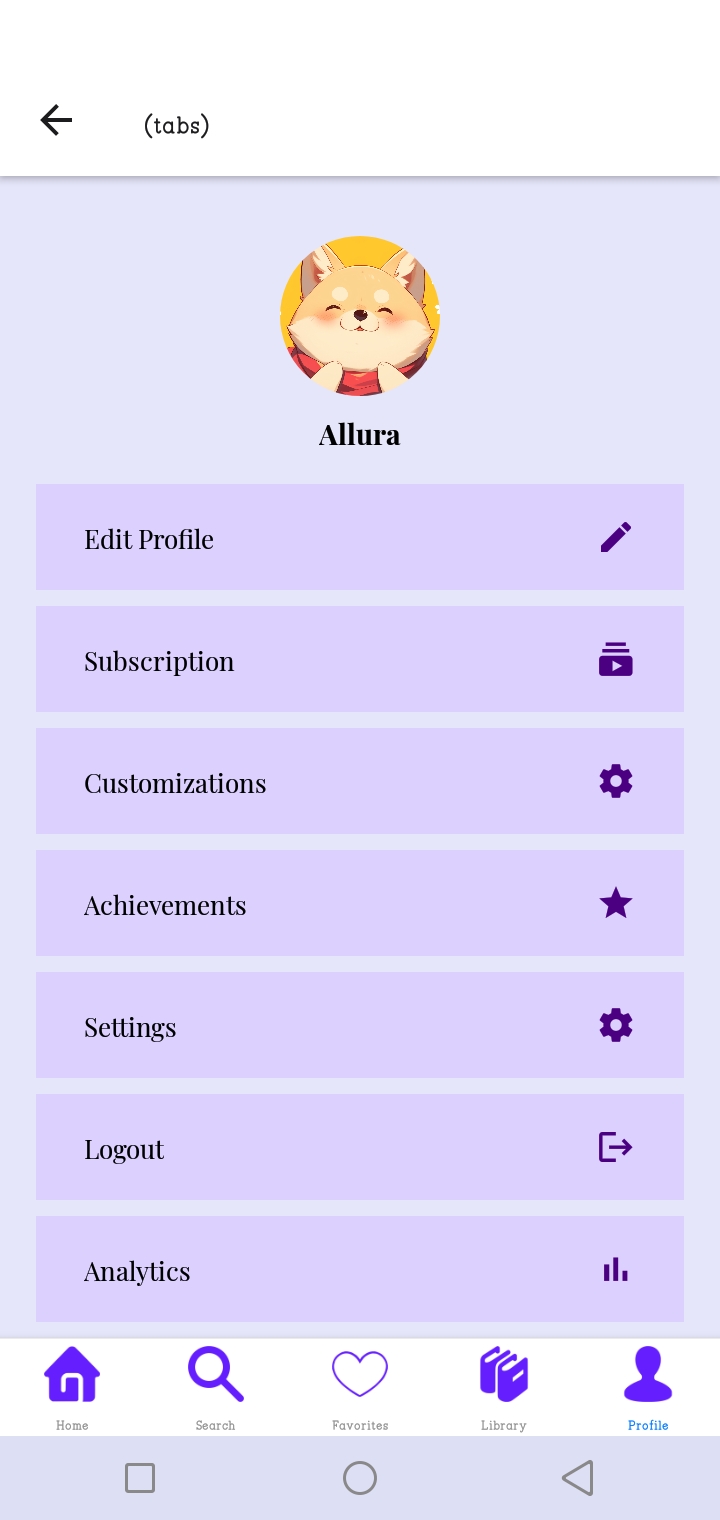 (tabs)
Allura
Edit Profile
Subscription
Customizations
Achievements
Settings
Logout
Analytics
Home
Search
Favorites
Library
Profile